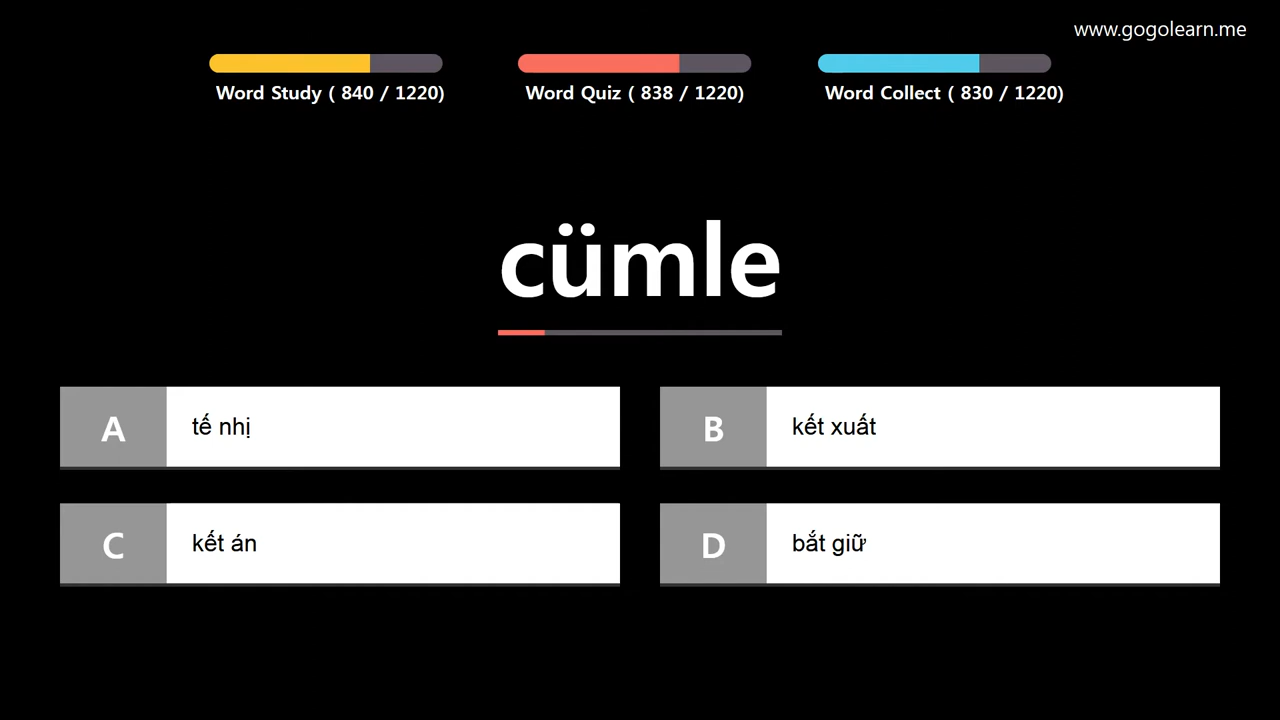 www.gogolearn.me
Word Study ( 840 / 1220)
Word Quiz ( 838 / 1220)
Word Collect ( 830 / 1220)
cümle
A tế nhị
B kết xuất
C kết án
D bắt giữ